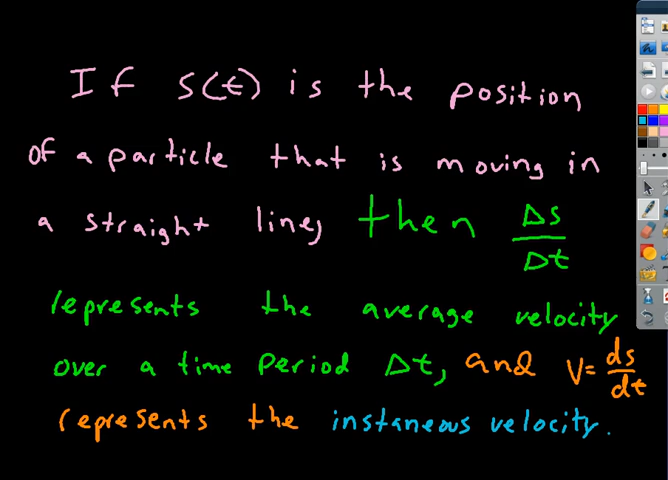 If s(t) is the position
of a particle that is moving in
a straight line, then Δs/Δt
represents the average velocity
over a time period Δt, and v=ds/dt
represents the instaneous velocity.